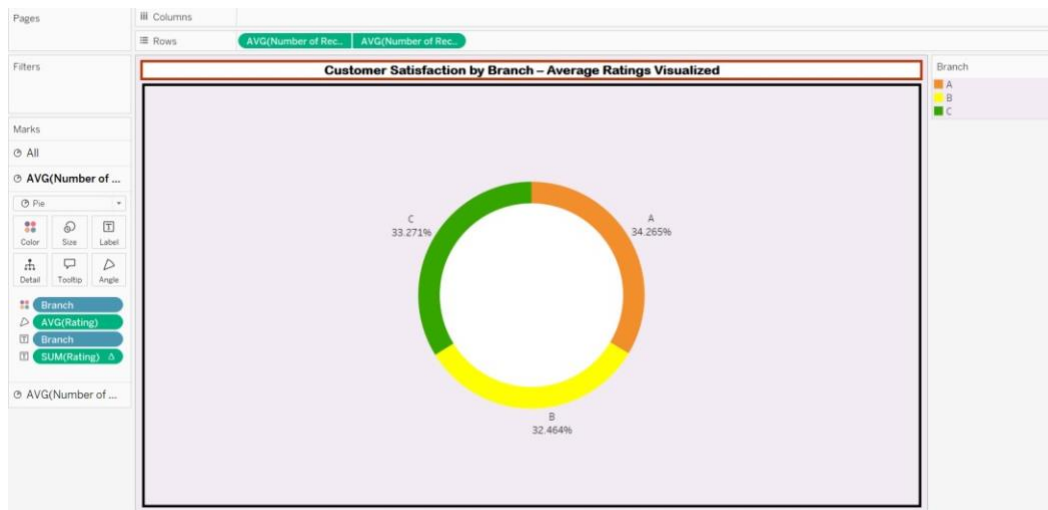 Pages
Columns
Rows
AVG(Number of Rec.. AVG(Number of Rec..
Filters
Customer Satisfaction by Branch – Average Ratings Visualized
Branch
A
B
C
Marks
All
AVG(Number of ...
Pie
Color Size Label
Detail Tooltip Angle
Branch
AVG(Rating)
Branch
SUM(Rating) Δ
AVG(Number of ...
C
33.271%
A
34.265%
B
32.464%